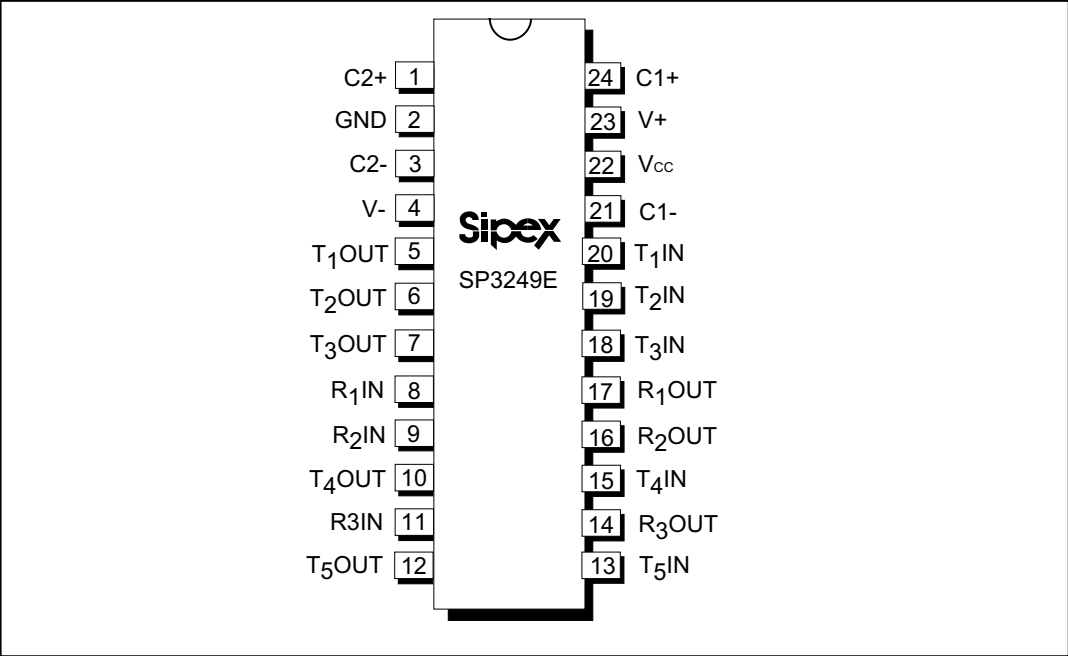 C2+ 1 24 C1+
GND 2 23 V+
C2- 3 22 Vcc
V- 4 21 C1-
Sipex
T1OUT 5 20 T1IN
SP3249E
T2OUT 6 19 T2IN
T3OUT 7 18 T3IN
R1IN 8 17 R1OUT
R2IN 9 16 R2OUT
T4OUT 10 15 T4IN
R3IN 11 14 R3OUT
T5OUT 12 13 T5IN